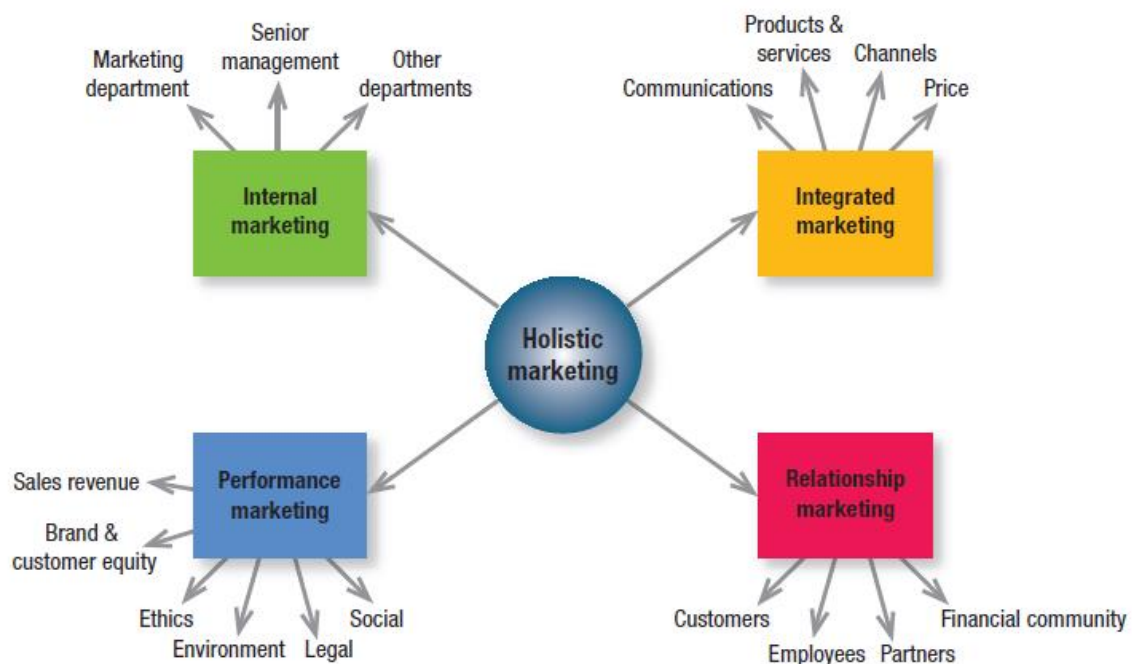 Marketing
department
Senior
management
Other
departments
Internal
marketing
Communications
Products &
services
Channels
Price
Integrated
marketing
Holistic
marketing
Sales revenue
Brand &
customer equity
Performance
marketing
Ethics
Environment
Legal
Social
Relationship
marketing
Customers
Employees
Partners
Financial community